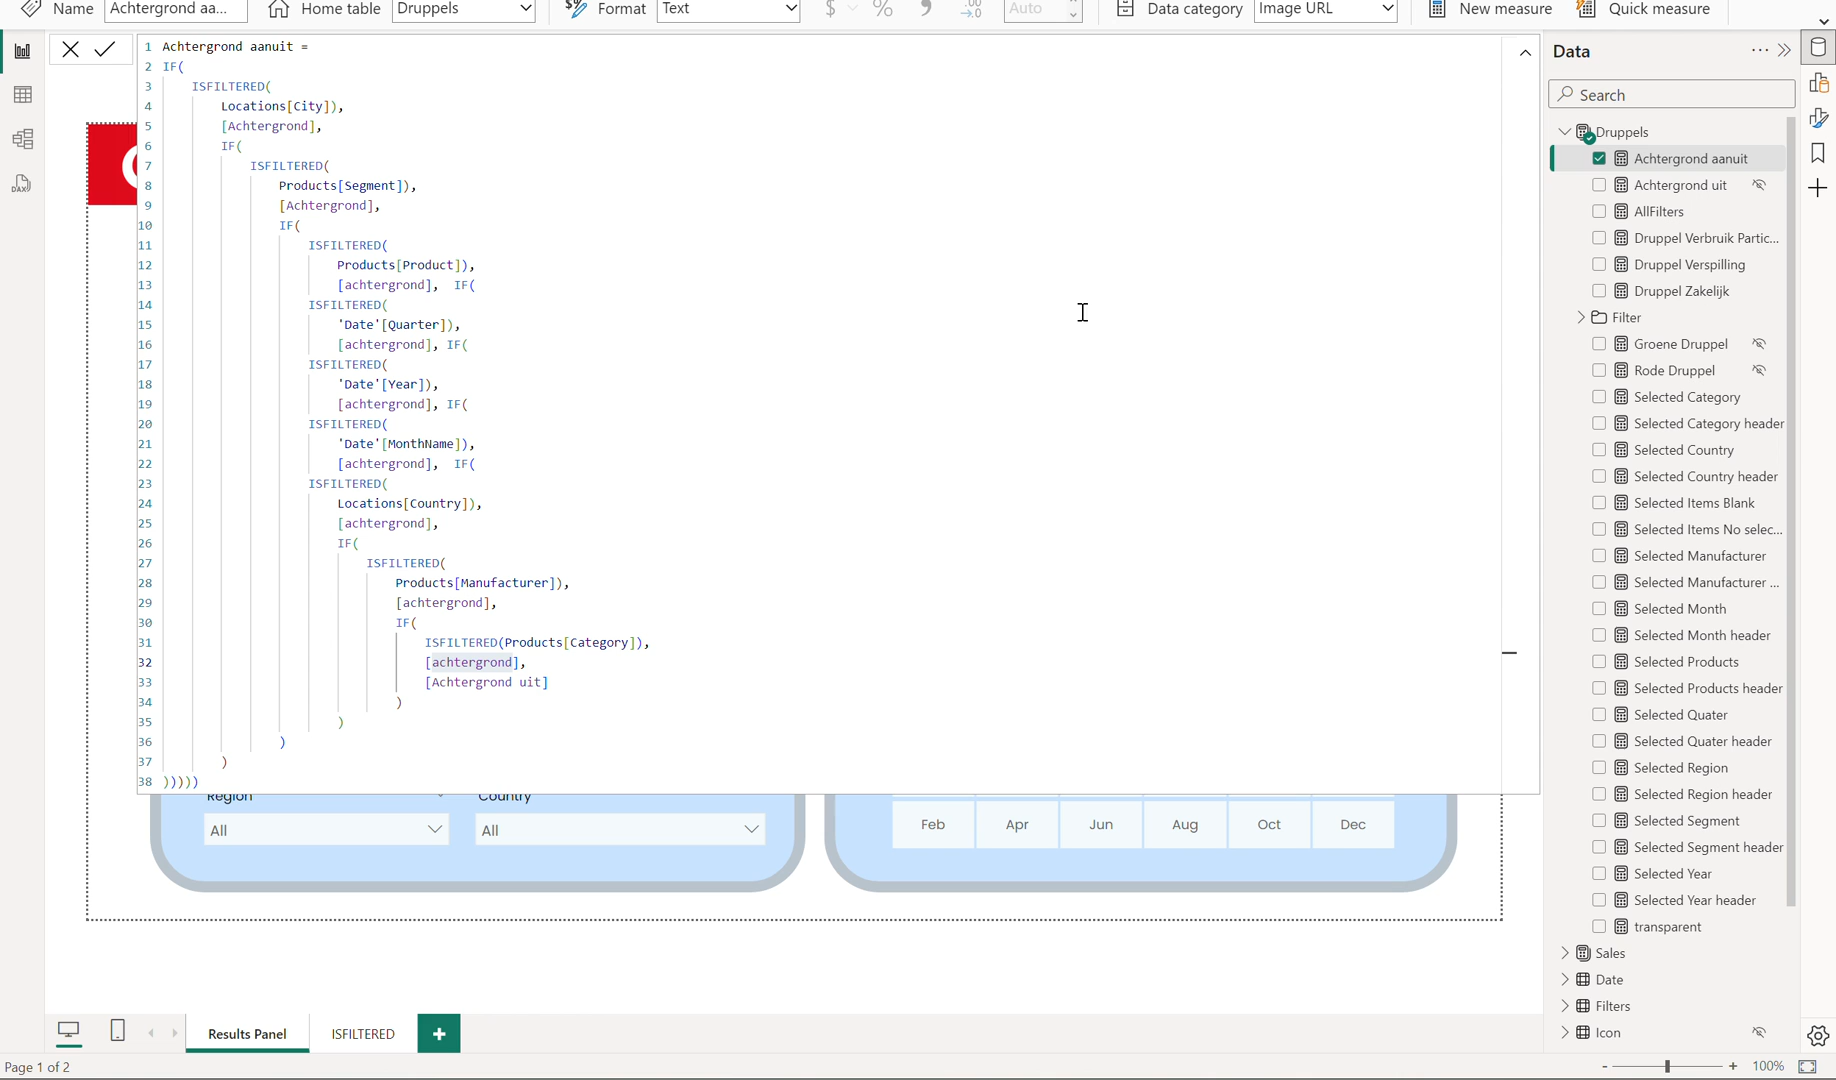 Name Achtergrond aa... Home table Druppels Format Text $ % 9 .00 →.0 Auto Data category Image URL New measure Quick measure
1 Achtergrond aanuit =
2 IF(
3 ISFILTERED(
4 Locations[City]),
5 [Achtergrond],
6 IF(
7 ISFILTERED(
8 Products[Segment]),
9 [Achtergrond],
10 IF(
11 ISFILTERED(
12 Products[Product]),
13 [achtergrond], IF(
14 ISFILTERED(
15 'Date'[Quarter]),
16 [achtergrond], IF(
17 ISFILTERED(
18 'Date'[Year]),
19 [achtergrond], IF(
20 ISFILTERED(
21 'Date'[MonthName]),
22 [achtergrond], IF(
23 ISFILTERED(
24 Locations[Country]),
25 [achtergrond],
26 IF(
27 ISFILTERED(
28 Products[Manufacturer]),
29 [achtergrond],
30 IF(
31 ISFILTERED(Products[Category]),
32 [achtergrond],
33 [Achtergrond uit]
34 )
35 )
36 )
37 )
38 )))))
Region Country
All All
Feb Apr Jun Aug Oct Dec
Results Panel ISFILTERED +
Page 1 of 2
- + 100%
Data
Search
Druppels
Achtergrond aanuit
Achtergrond uit
AllFilters
Druppel Verbruik Partic...
Druppel Verspilling
Druppel Zakelijk
Filter
Groene Druppel
Rode Druppel
Selected Category
Selected Category header
Selected Country
Selected Country header
Selected Items Blank
Selected Items No selec...
Selected Manufacturer
Selected Manufacturer ...
Selected Month
Selected Month header
Selected Products
Selected Products header
Selected Quater
Selected Quater header
Selected Region
Selected Region header
Selected Segment
Selected Segment header
Selected Year
Selected Year header
transparent
Sales
Date
Filters
Icon
DAX